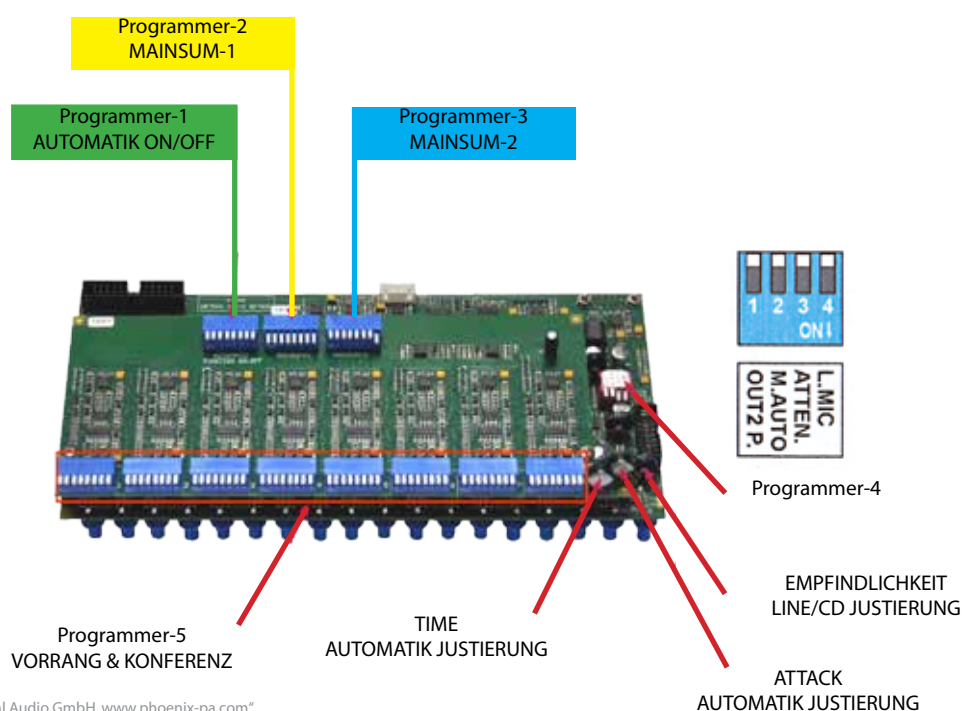 Programmer-2
MAINSUM-1
Programmer-1
AUTOMATIK ON/OFF
Programmer-3
MAINSUM-2
1 2 3 4
ON↓
L.MIC
ATTEN.
M.AUTO
OUT2 P.
Programmer-4
EMPFINDLICHKEIT
LINE/CD JUSTIERUNG
TIME
AUTOMATIK JUSTIERUNG
Programmer-5
VORRANG & KONFERENZ
ATTACK
AUTOMATIK JUSTIERUNG
al Audio GmbH, www.phoenix-pa.com“